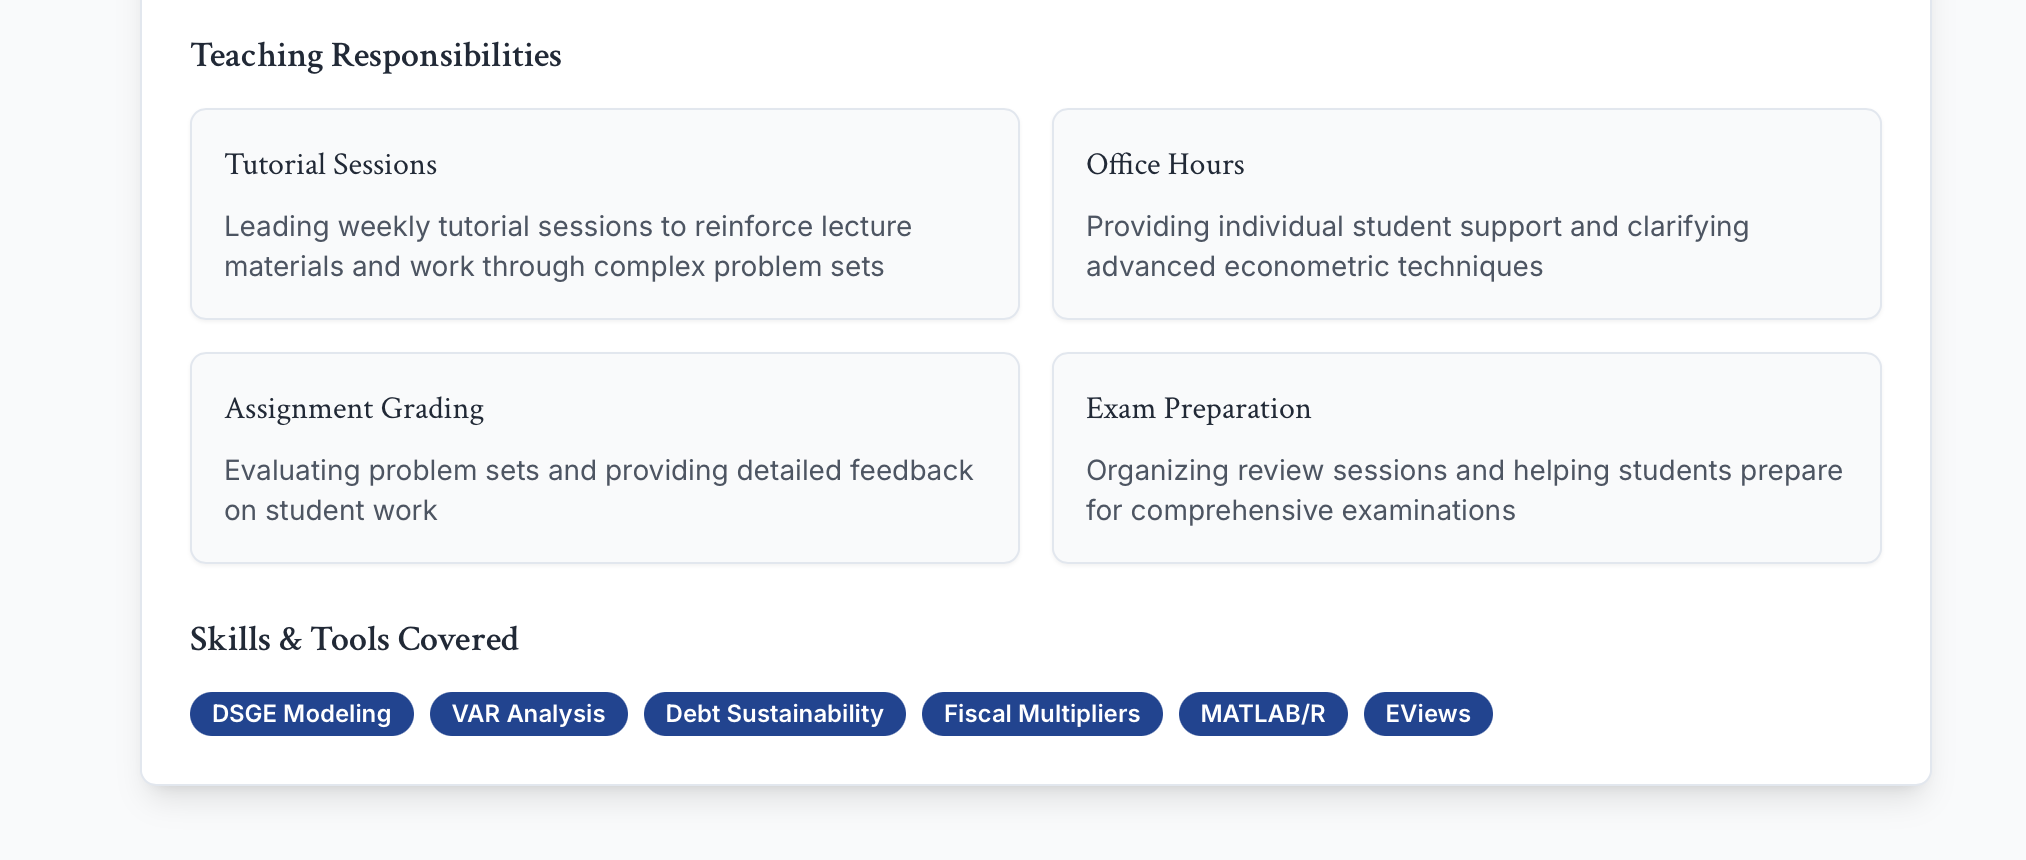 Teaching Responsibilities
Tutorial Sessions
Leading weekly tutorial sessions to reinforce lecture
materials and work through complex problem sets
Office Hours
Providing individual student support and clarifying
advanced econometric techniques
Assignment Grading
Evaluating problem sets and providing detailed feedback
on student work
Exam Preparation
Organizing review sessions and helping students prepare
for comprehensive examinations
Skills & Tools Covered
DSGE Modeling
VAR Analysis
Debt Sustainability
Fiscal Multipliers
MATLAB/R
EViews